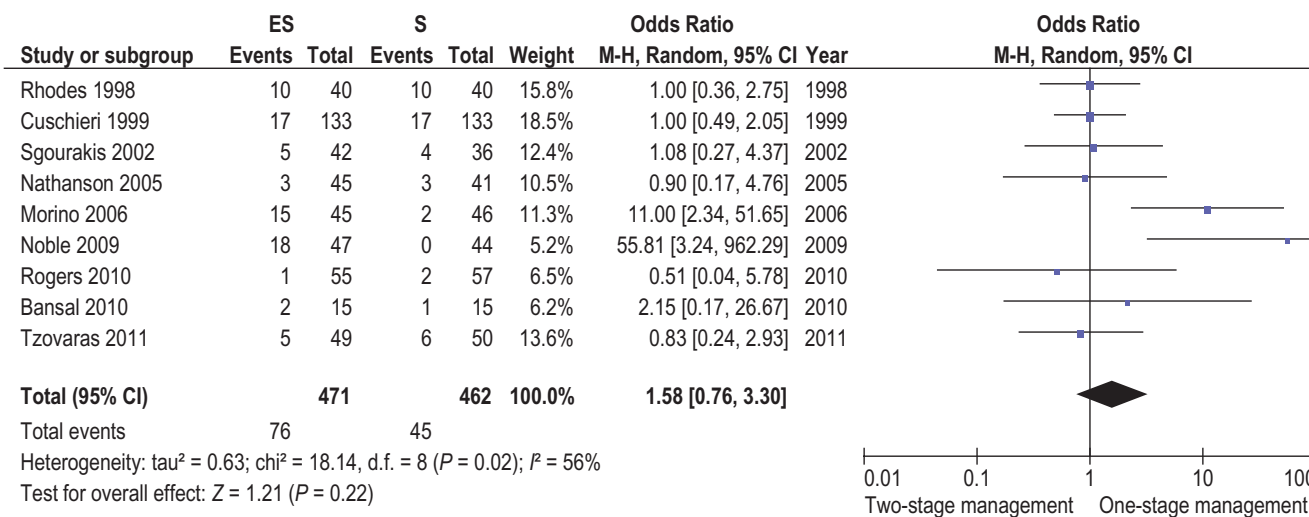 ES S Odds Ratio Odds Ratio
Study or subgroup Events Total Events Total Weight M-H, Random, 95% CI Year M-H, Random, 95% CI
Rhodes 1998 10 40 10 40 15.8% 1.00 [0.36, 2.75] 1998
Cuschieri 1999 17 133 17 133 18.5% 1.00 [0.49, 2.05] 1999
Sgourakis 2002 5 42 4 36 12.4% 1.08 [0.27, 4.37] 2002
Nathanson 2005 3 45 3 41 10.5% 0.90 [0.17, 4.76] 2005
Morino 2006 15 45 2 46 11.3% 11.00 [2.34, 51.65] 2006
Noble 2009 18 47 0 44 5.2% 55.81 [3.24, 962.29] 2009
Rogers 2010 1 55 2 57 6.5% 0.51 [0.04, 5.78] 2010
Bansal 2010 2 15 1 15 6.2% 2.15 [0.17, 26.67] 2010
Tzovaras 2011 5 49 6 50 13.6% 0.83 [0.24, 2.93] 2011
Total (95% CI) 471 462 100.0% 1.58 [0.76, 3.30]
Total events 76 45
Heterogeneity: tau² = 0.63; chi² = 18.14, d.f. = 8 (P = 0.02); I² = 56%
Test for overall effect: Z = 1.21 (P = 0.22)
0.01 0.1 1 10 100
Two-stage management One-stage management